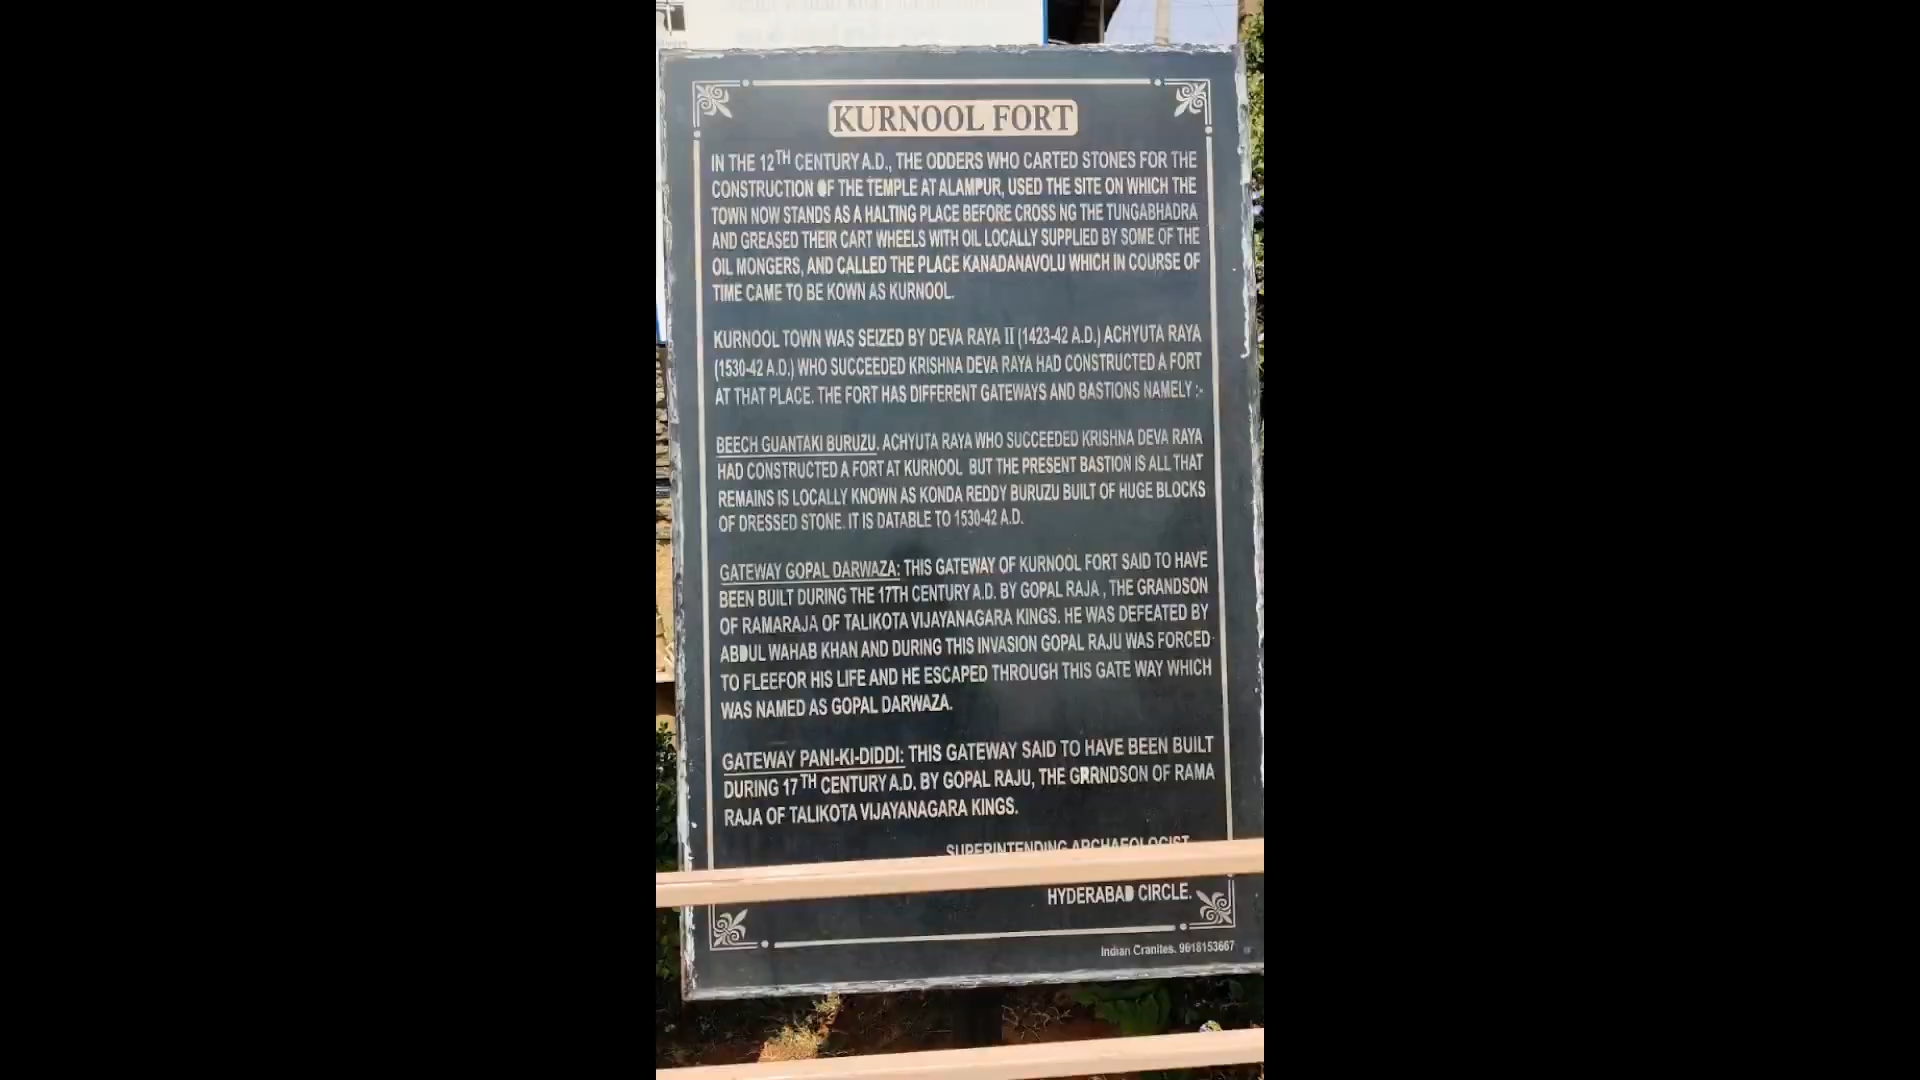 KURNOOL FORT
IN THE 12TH CENTURY A.D., THE ODDERS WHO CARTED STONES FOR THE
CONSTRUCTION OF THE TEMPLE AT ALAMPUR, USED THE SITE ON WHICH THE
TOWN NOW STANDS AS A HALTING PLACE BEFORE CROSS NG THE TUNGABHADRA
AND GREASED THEIR CART WHEELS WITH OIL LOCALLY SUPPLIED BY SOME OF THE
OIL MONGERS, AND CALLED THE PLACE KANADANAVOLU WHICH IN COURSE OF
TIME CAME TO BE KOWN AS KURNOOL.
KURNOOL TOWN WAS SEIZED BY DEVA RAYA II (1423-42 A.D.) ACHYUTA RAYA
(1530-42 A.D.) WHO SUCCEEDED KRISHNA DEVA RAYA HAD CONSTRUCTED A FORT
AT THAT PLACE. THE FORT HAS DIFFERENT GATEWAYS AND BASTIONS NAMELY :-
BEECH GUANTAKI BURUZU. ACHYUTA RAYA WHO SUCCEEDED KRISHNA DEVA RAYA
HAD CONSTRUCTED A FORT AT KURNOOL BUT THE PRESENT BASTION IS ALL THAT
REMAINS IS LOCALLY KNOWN AS KONDA REDDY BURUZU BUILT OF HUGE BLOCKS
OF DRESSED STONE. IT IS DATABLE TO 1530-42 A.D.
GATEWAY GOPAL DARWAZA: THIS GATEWAY OF KURNOOL FORT SAID TO HAVE
BEEN BUILT DURING THE 17TH CENTURY A.D. BY GOPAL RAJA , THE GRANDSON
OF RAMARAJA OF TALIKOTA VIJAYANAGARA KINGS. HE WAS DEFEATED BY
ABDUL WAHAB KHAN AND DURING THIS INVASION GOPAL RAJU WAS FORCED
TO FLEEFOR HIS LIFE AND HE ESCAPED THROUGH THIS GATE WAY WHICH
WAS NAMED AS GOPAL DARWAZA.
GATEWAY PANI-KI-DIDDI: THIS GATEWAY SAID TO HAVE BEEN BUILT
DURING 17TH CENTURY A.D. BY GOPAL RAJU, THE GRRNDSON OF RAMA
RAJA OF TALIKOTA VIJAYANAGARA KINGS.
SUPERINTENDING ARCHAEOLOGIST
HYDERABAD CIRCLE.
Indian Cranites. 9618153667